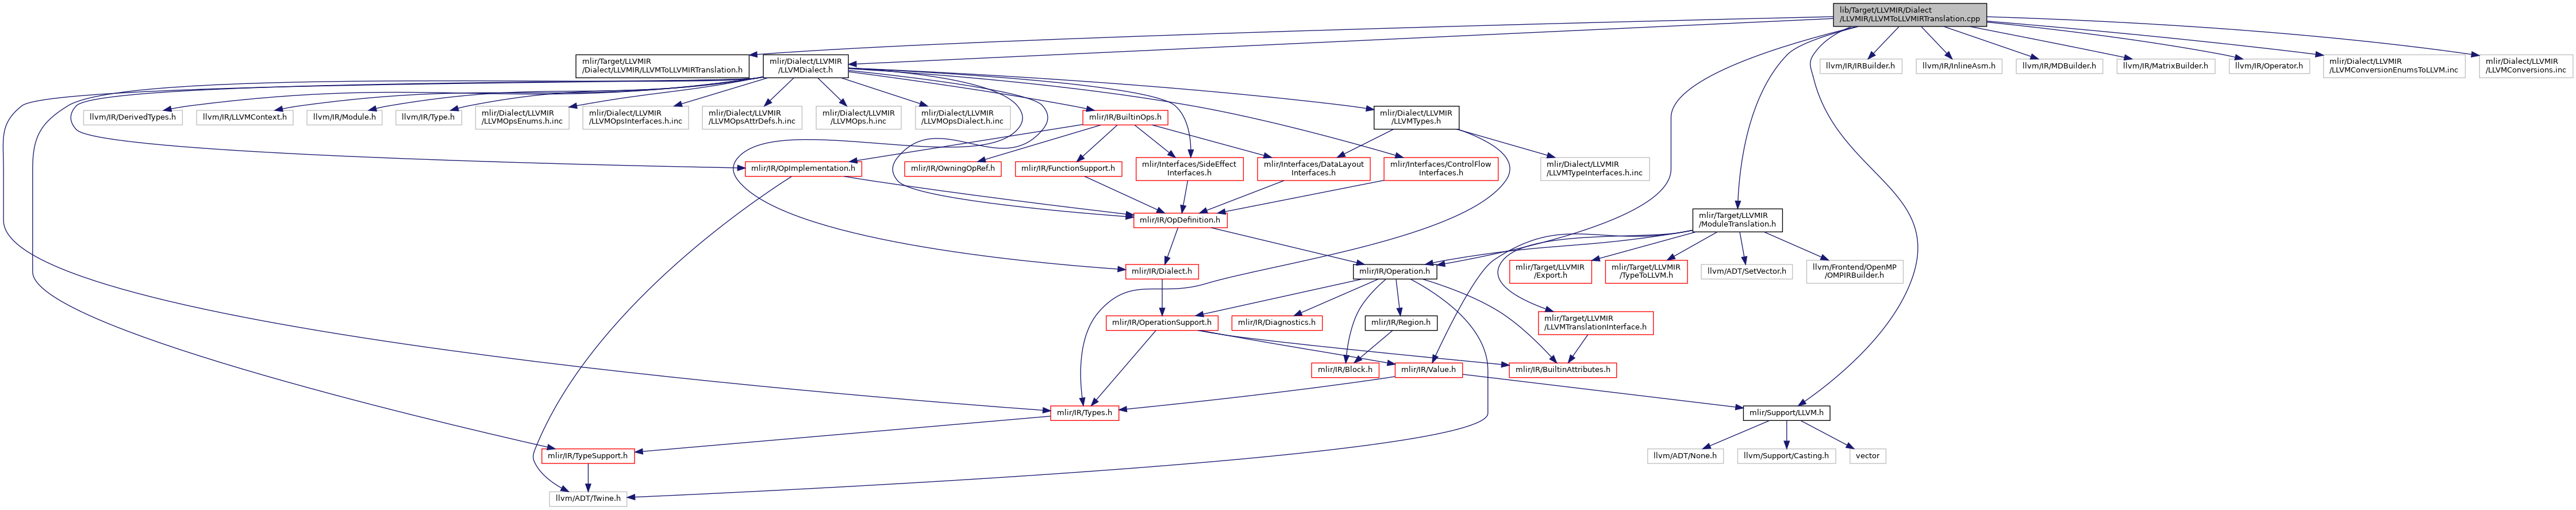 lib/Target/LLVMIR/Dialect
/LLVMIR/LLVMToLLVMIRTranslation.cpp
mlir/Target/LLVMIR
/Dialect/LLVMIR/LLVMToLLVMIRTranslation.h
mlir/Dialect/LLVMIR
/LLVMDialect.h
llvm/IR/IRBuilder.h
llvm/IR/InlineAsm.h
llvm/IR/MDBuilder.h
llvm/IR/MatrixBuilder.h
llvm/IR/Operator.h
mlir/Dialect/LLVMIR
/LLVMConversionEnumsToLLVM.inc
mlir/Dialect/LLVMIR
/LLVMConversions.inc
llvm/IR/DerivedTypes.h
llvm/IR/LLVMContext.h
llvm/IR/Module.h
llvm/IR/Type.h
mlir/Dialect/LLVMIR
/LLVMOpsEnums.h.inc
mlir/Dialect/LLVMIR
/LLVMOpsInterfaces.h.inc
mlir/Dialect/LLVMIR
/LLVMOpsAttrDefs.h.inc
mlir/Dialect/LLVMIR
/LLVMOps.h.inc
mlir/Dialect/LLVMIR
/LLVMOpsDialect.h.inc
mlir/IR/BuiltinOps.h
mlir/Dialect/LLVMIR
/LLVMTypes.h
mlir/IR/OpImplementation.h
mlir/IR/OwningOpRef.h
mlir/IR/FunctionSupport.h
mlir/Interfaces/SideEffect
Interfaces.h
mlir/Interfaces/DataLayout
Interfaces.h
mlir/Interfaces/ControlFlow
Interfaces.h
mlir/Dialect/LLVMIR
/LLVMTypeInterfaces.h.inc
mlir/IR/OpDefinition.h
mlir/Target/LLVMIR
/ModuleTranslation.h
mlir/IR/Dialect.h
mlir/IR/Operation.h
mlir/Target/LLVMIR
/Export.h
mlir/Target/LLVMIR
/TypeToLLVM.h
llvm/ADT/SetVector.h
llvm/Frontend/OpenMP
/OMPIRBuilder.h
mlir/IR/OperationSupport.h
mlir/IR/Diagnostics.h
mlir/IR/Region.h
mlir/Target/LLVMIR
/LLVMTranslationInterface.h
mlir/IR/Block.h
mlir/IR/Value.h
mlir/IR/BuiltinAttributes.h
mlir/IR/Types.h
mlir/Support/LLVM.h
mlir/IR/TypeSupport.h
llvm/ADT/None.h
llvm/Support/Casting.h
vector
llvm/ADT/Twine.h